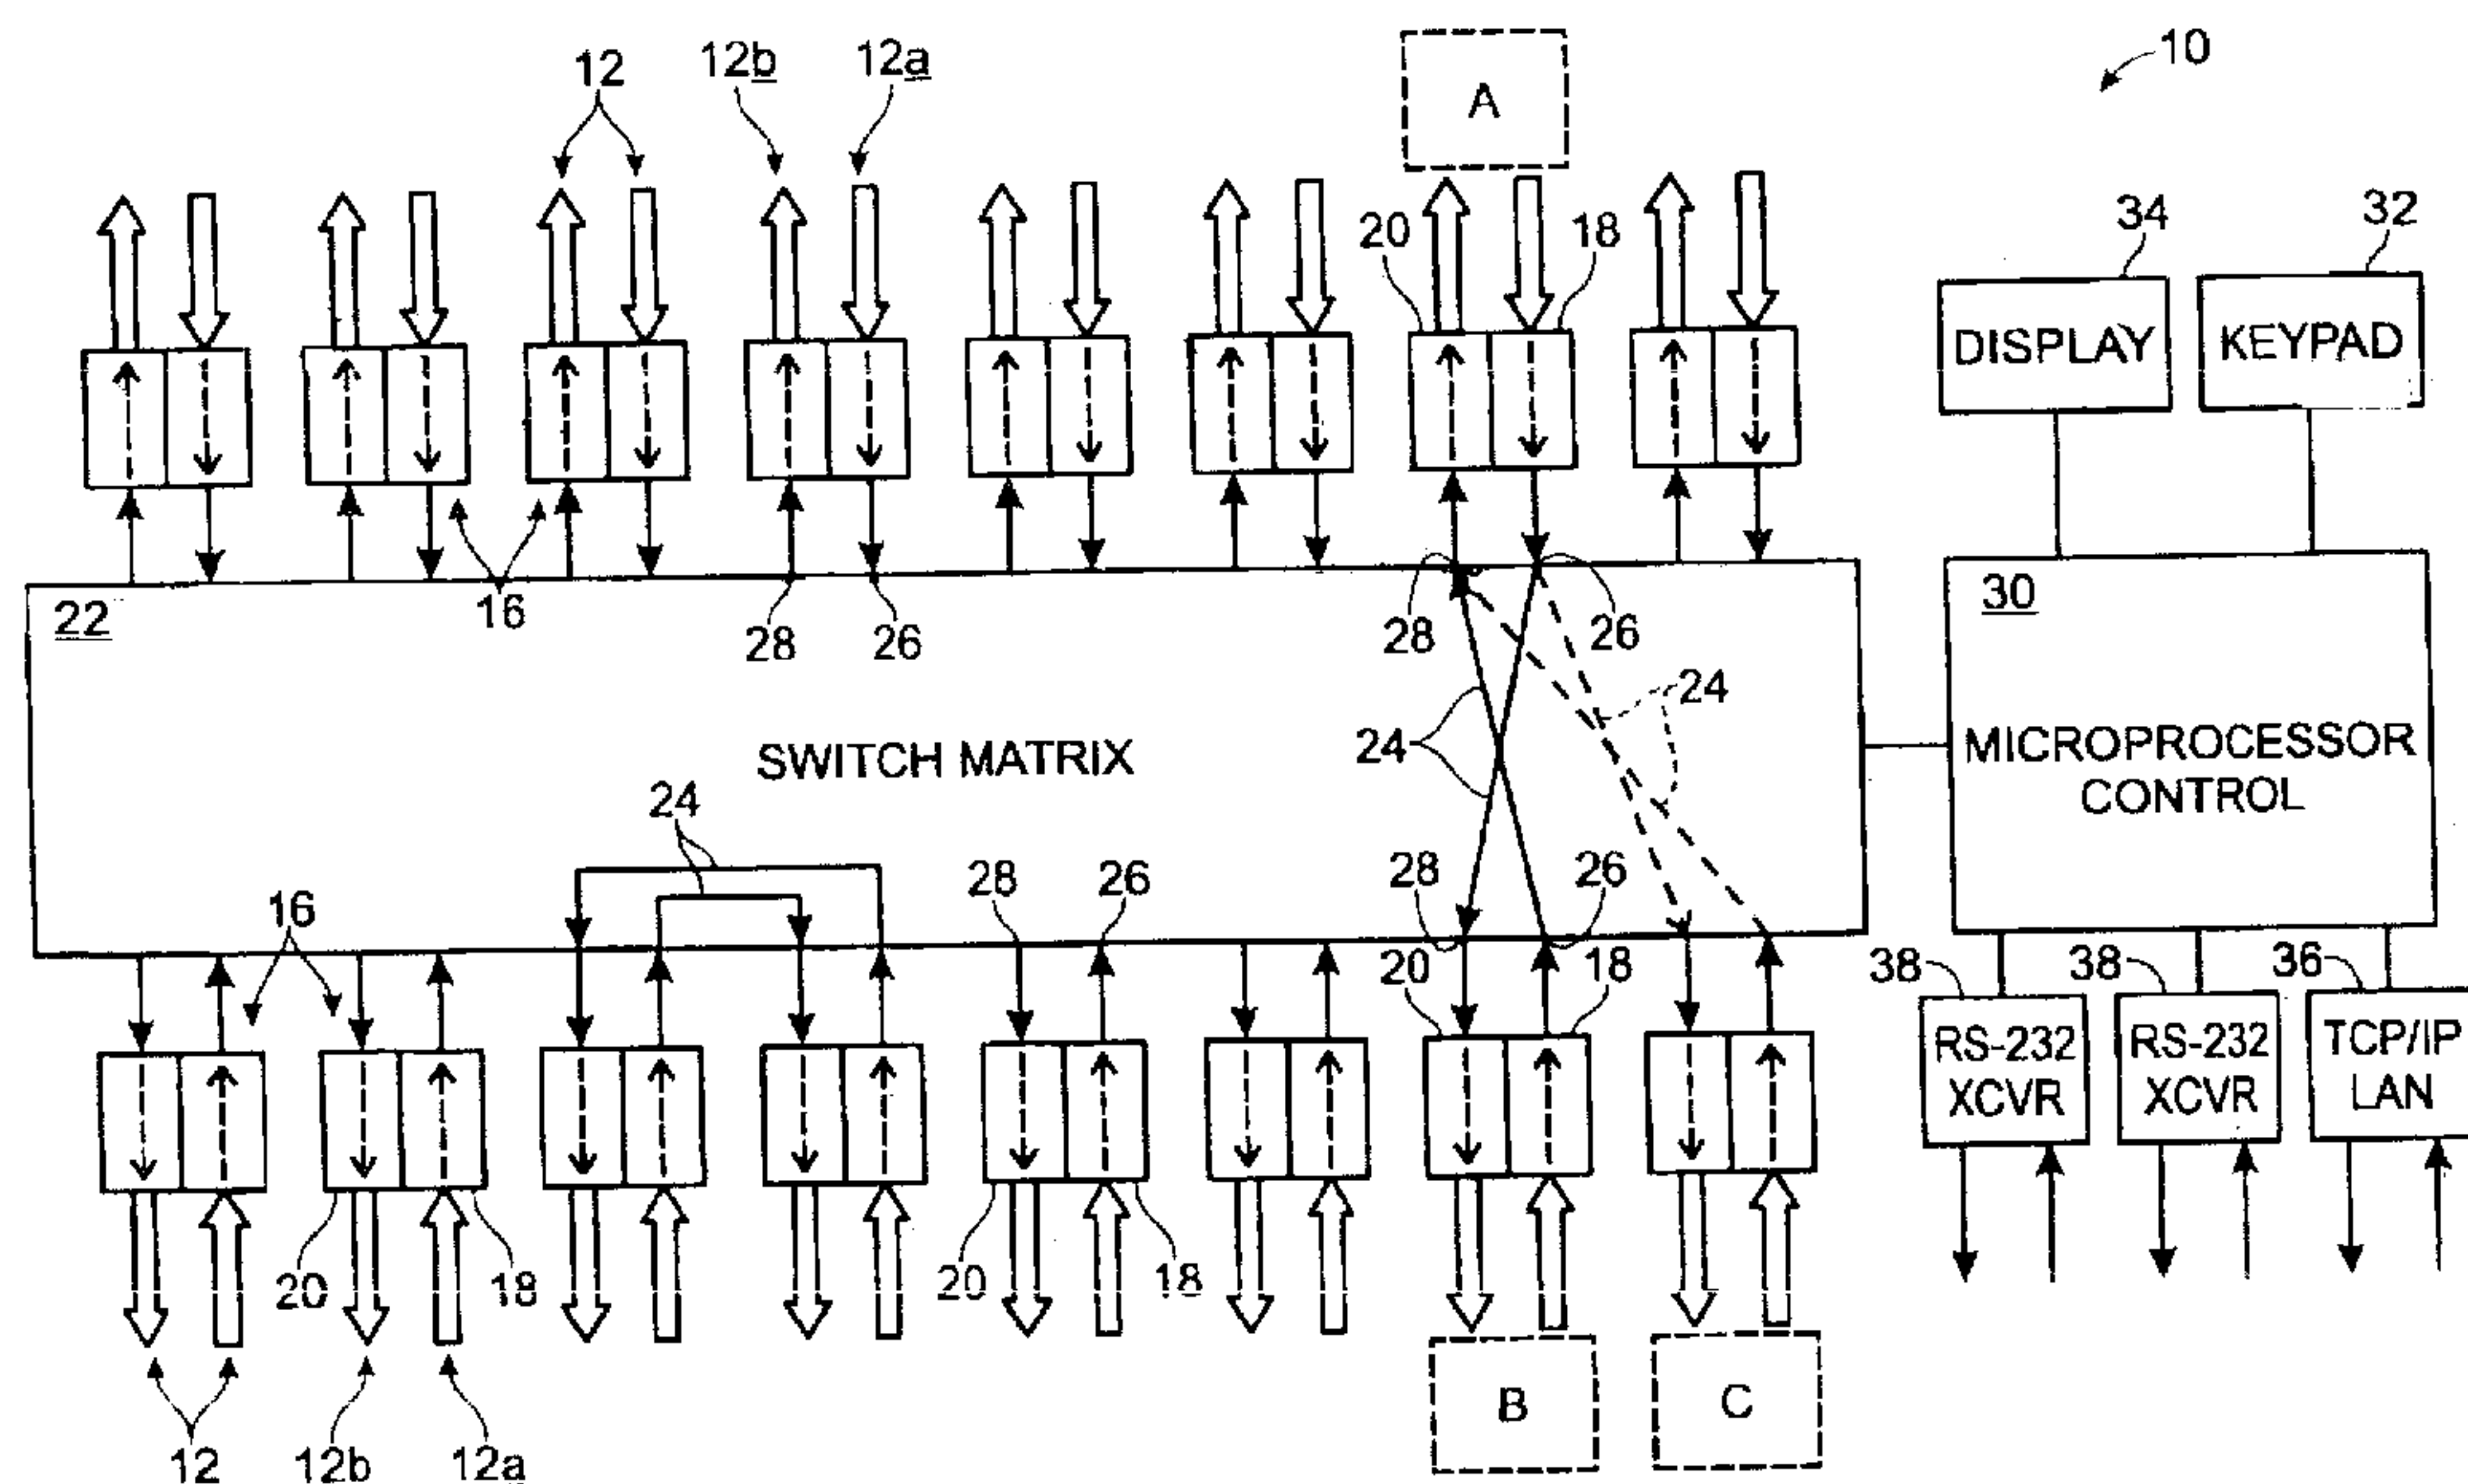 12
12b
12a
A
10
20
18
34
32
DISPLAY
KEYPAD
22
16
28
26
28
26
30
24
24
SWITCH MATRIX
MICROPROCESSOR
CONTROL
24
16
28
26
28
26
20
18
38
38
36
RS-232
XCVR
RS-232
XCVR
TCP/IP
LAN
20
18
20
18
B
C
12
12b
12a